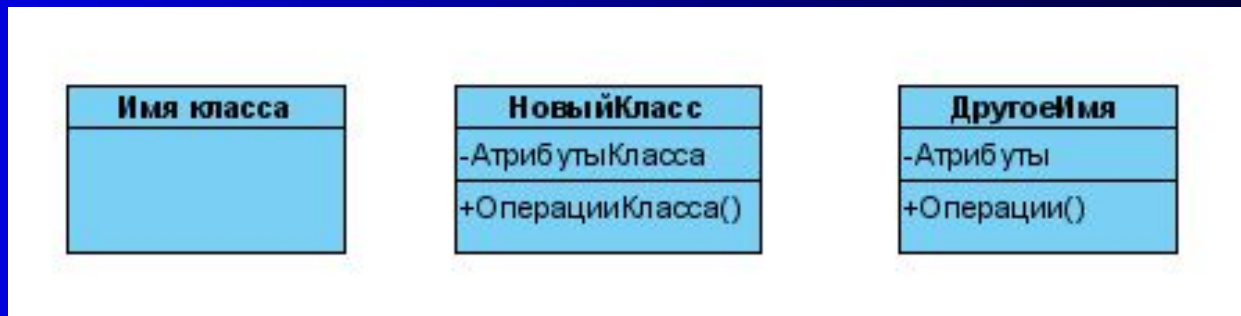 Имя класса
НовыйКласс
-АтрибутыКласса
+ОперацииКласса()
ДругоеИмя
-Атрибуты
+Операции()